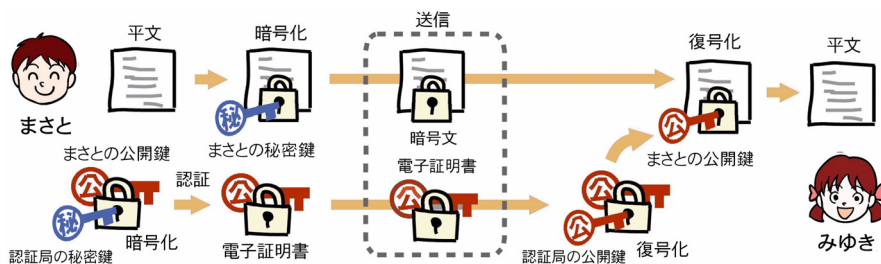 送信
平文
暗号化
復号化
平文
秘
公
まさと
まさとの秘密鍵
暗号文
まさとの公開鍵
まさとの公開鍵
認証
電子証明書
公
公
公
公
秘
公
暗号化
認証局の秘密鍵
電子証明書
認証局の公開鍵
復号化
みゆき